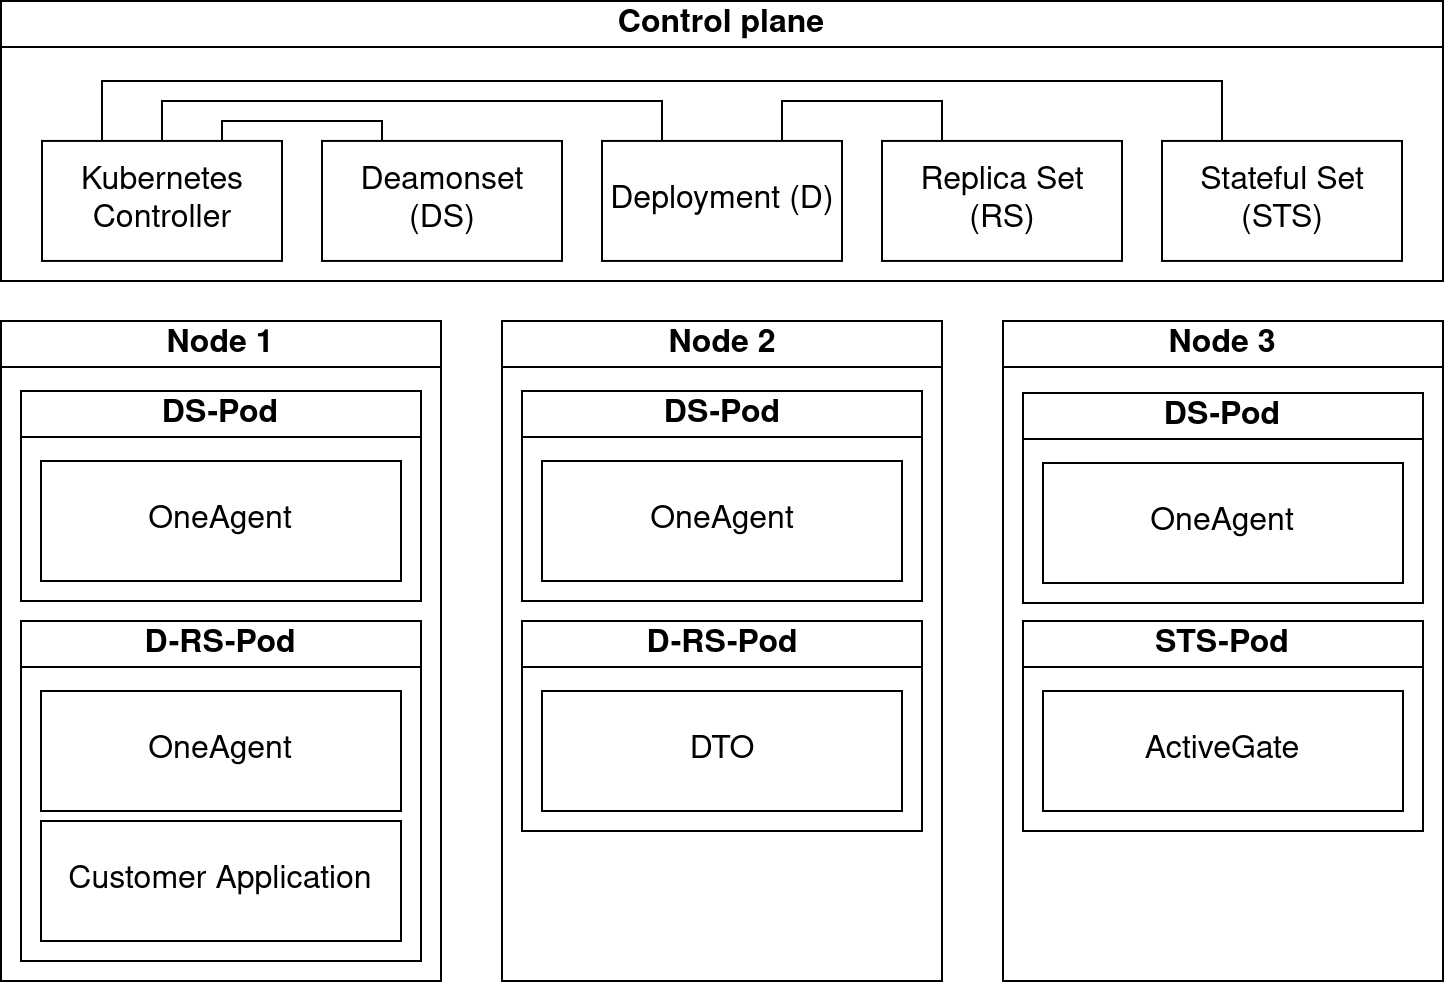 Control plane
Kubernetes
Controller
Deamonset
(DS)
Deployment (D)
Replica Set
(RS)
Stateful Set
(STS)
Node 1
DS-Pod
OneAgent
D-RS-Pod
OneAgent
Customer Application
Node 2
DS-Pod
OneAgent
D-RS-Pod
DTO
Node 3
DS-Pod
OneAgent
STS-Pod
ActiveGate